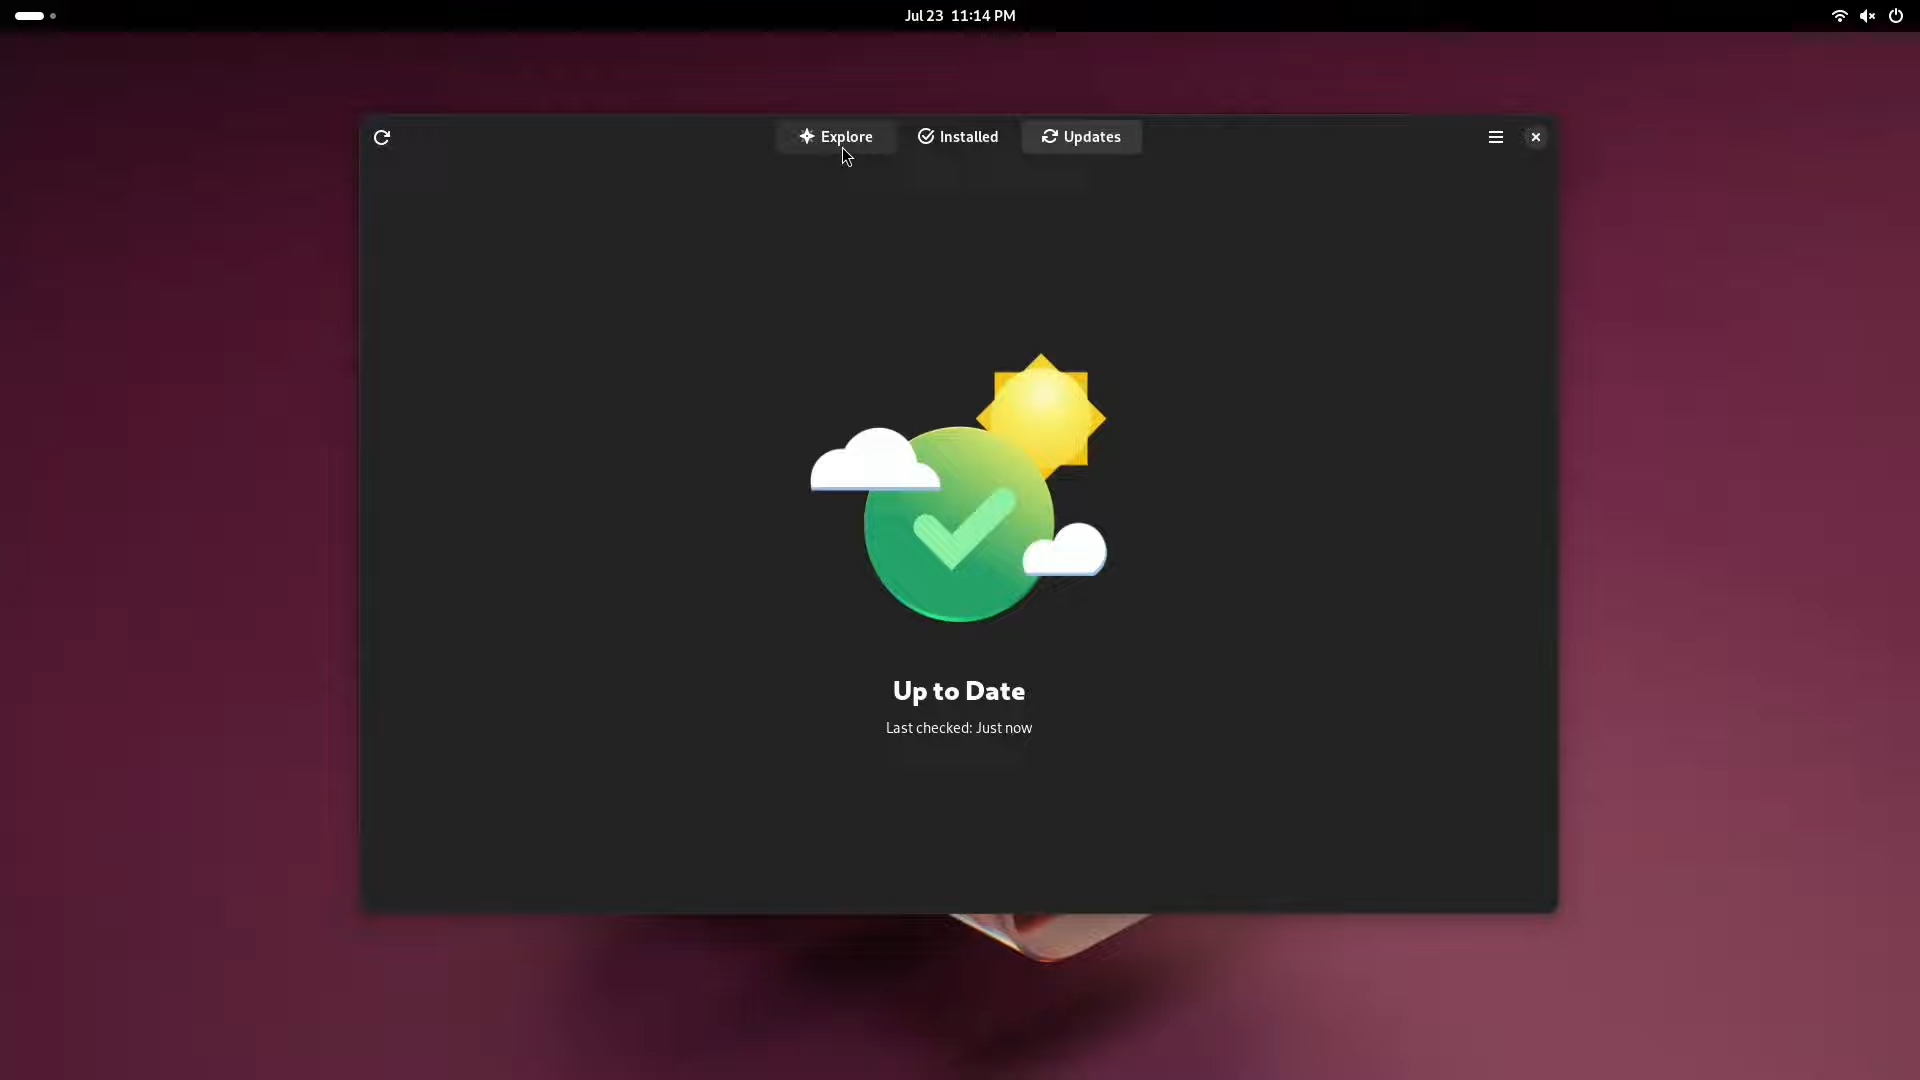 Jul 23 11:14 PM
Explore Installed Updates
Up to Date
Last checked: Just now